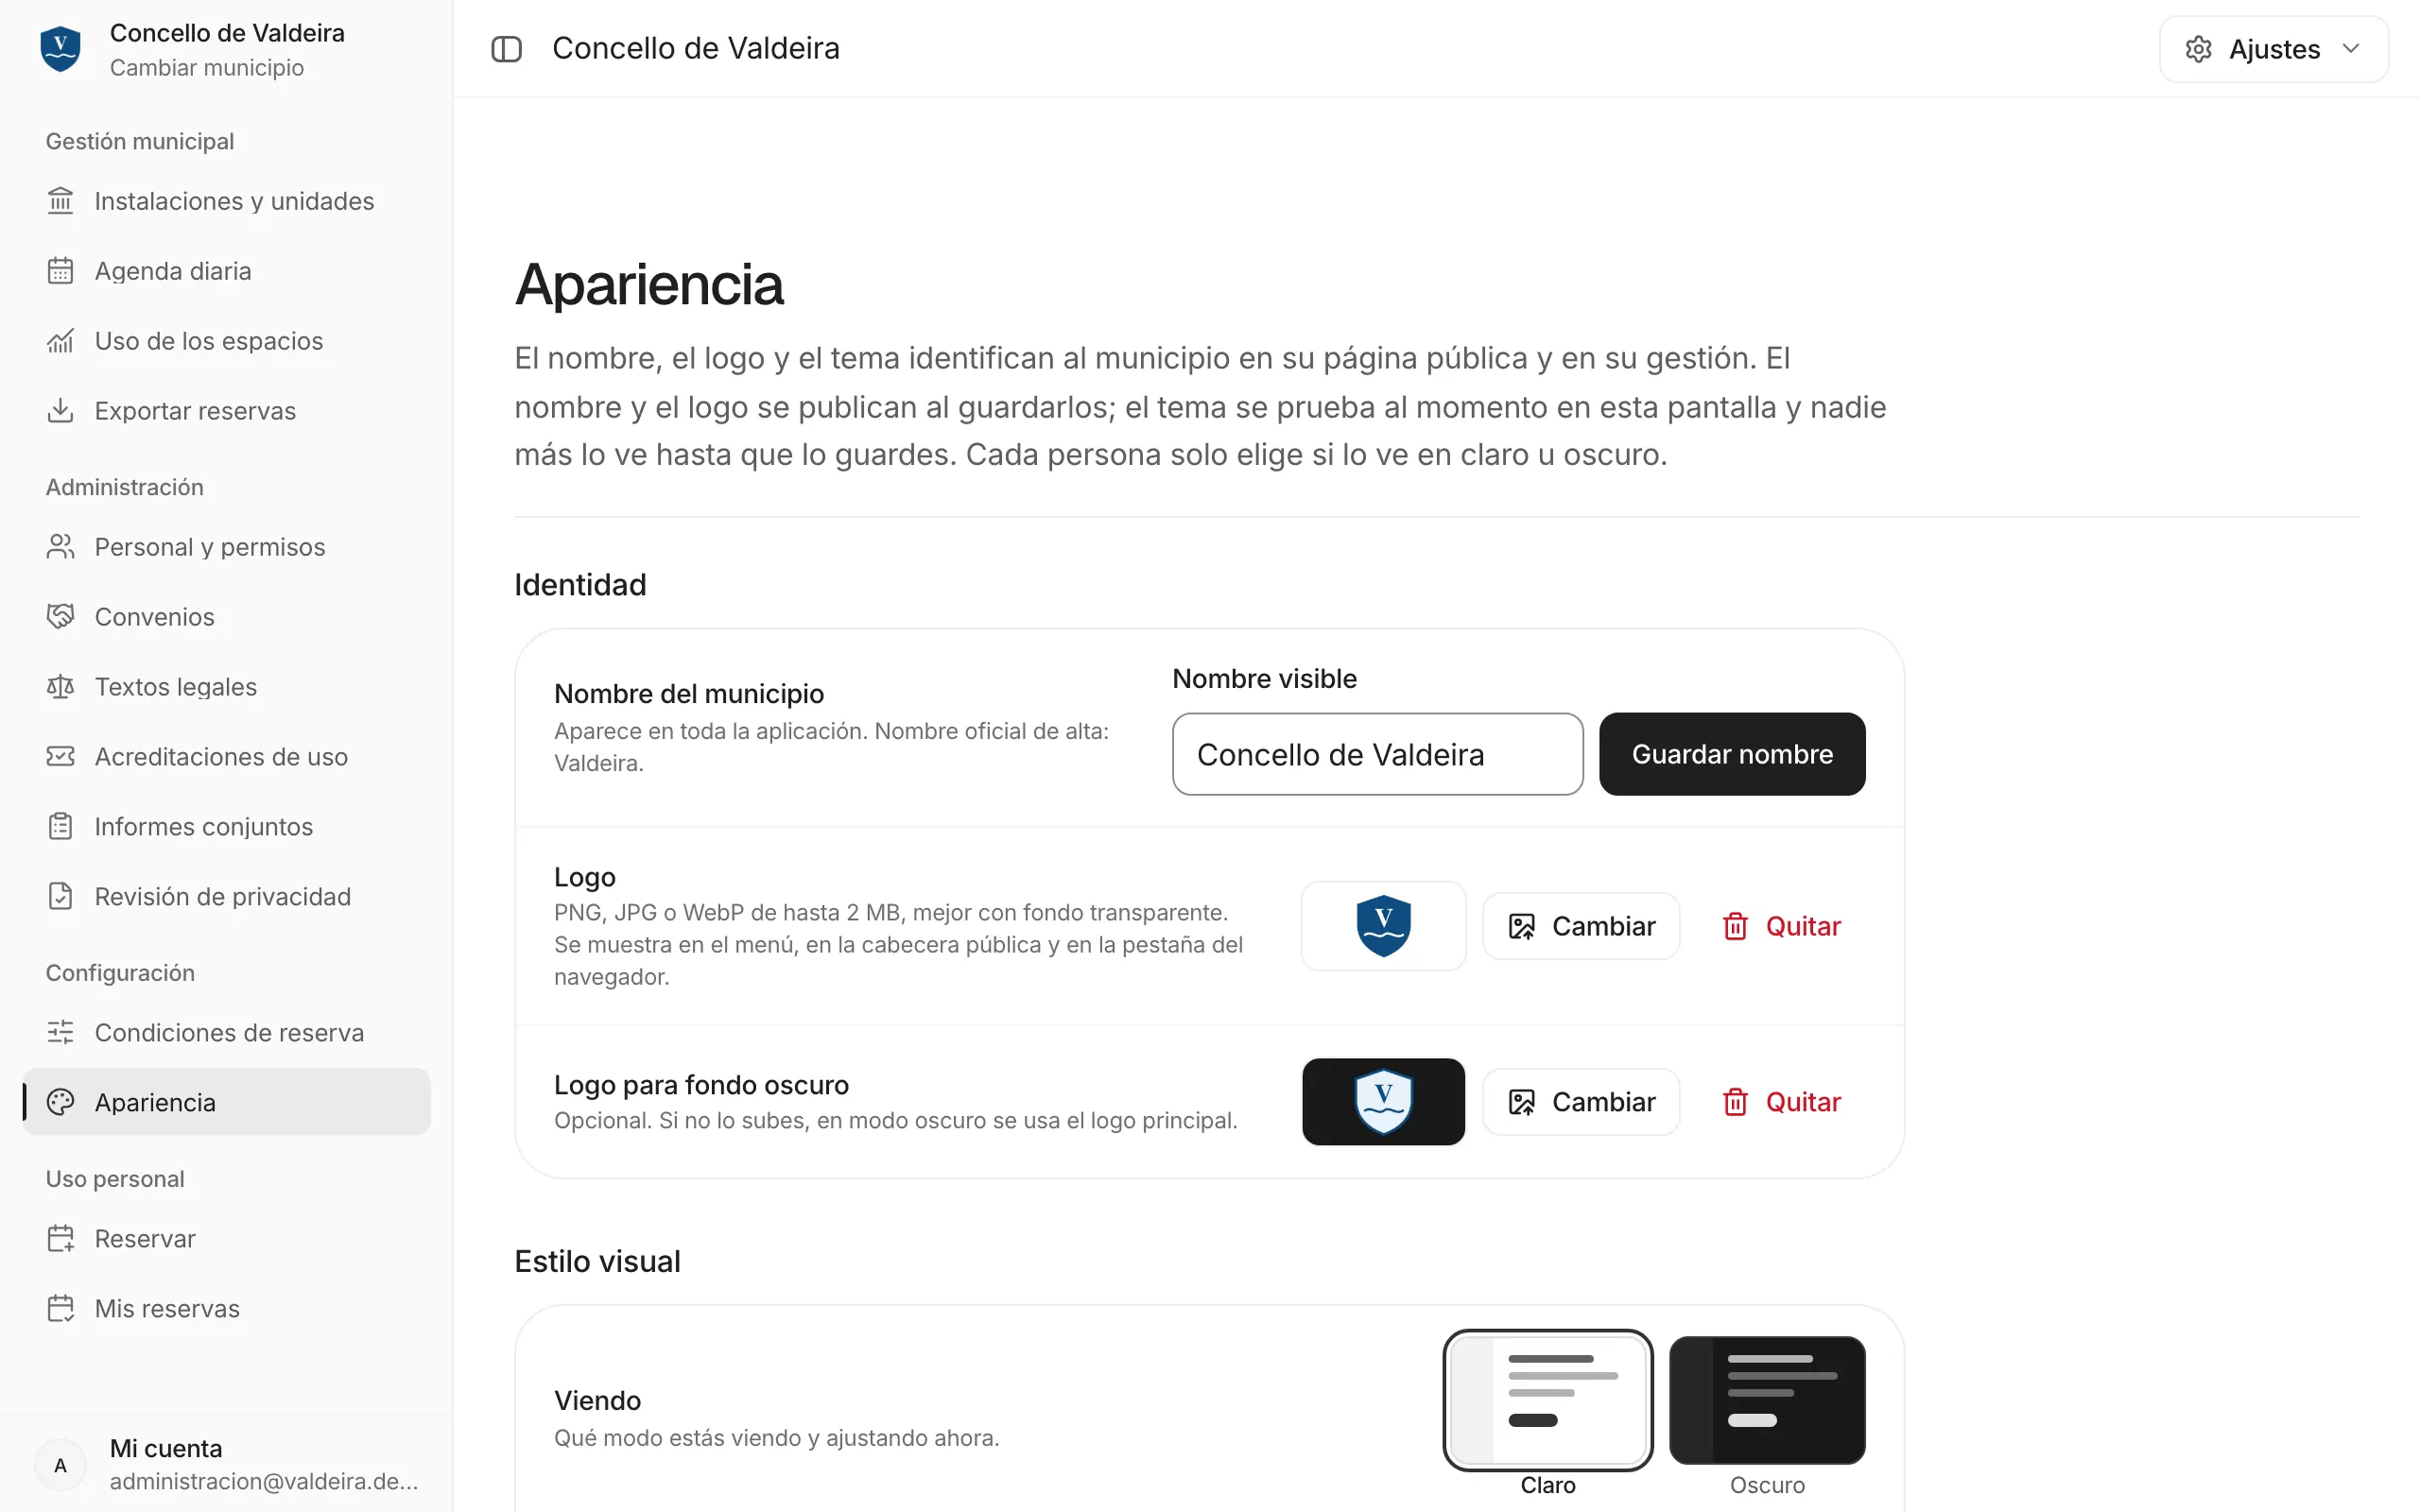 V
Concello de Valdeira
Cambiar municipio
Gestión municipal
Instalaciones y unidades
Agenda diaria
Uso de los espacios
Exportar reservas
Administración
Personal y permisos
Convenios
Textos legales
Acreditaciones de uso
Informes conjuntos
Revisión de privacidad
Configuración
Condiciones de reserva
Apariencia
Uso personal
Reservar
Mis reservas
A
Mi cuenta
administracion@valdeira.de...
Concello de Valdeira
Ajustes
Apariencia
El nombre, el logo y el tema identifican al municipio en su página pública y en su gestión. El
nombre y el logo se publican al guardarlos; el tema se prueba al momento en esta pantalla y nadie
más lo ve hasta que lo guardes. Cada persona solo elige si lo ve en claro u oscuro.
Identidad
Nombre del municipio
Aparece en toda la aplicación. Nombre oficial de alta:
Valdeira.
Nombre visible
Concello de Valdeira
Guardar nombre
Logo
PNG, JPG o WebP de hasta 2 MB, mejor con fondo transparente.
Se muestra en el menú, en la cabecera pública y en la pestaña del
navegador.
V
Cambiar
Quitar
Logo para fondo oscuro
Opcional. Si no lo subes, en modo oscuro se usa el logo principal.
V
Cambiar
Quitar
Estilo visual
Viendo
Qué modo estás viendo y ajustando ahora.
Claro
Oscuro